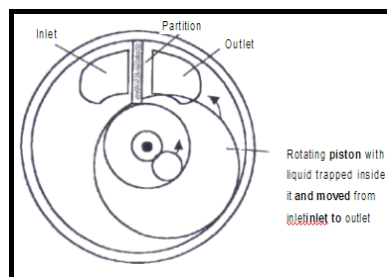 Partition
Inlet
Outlet
Rotating piston with
liquid trapped inside
it and moved from
inletinlet to outlet